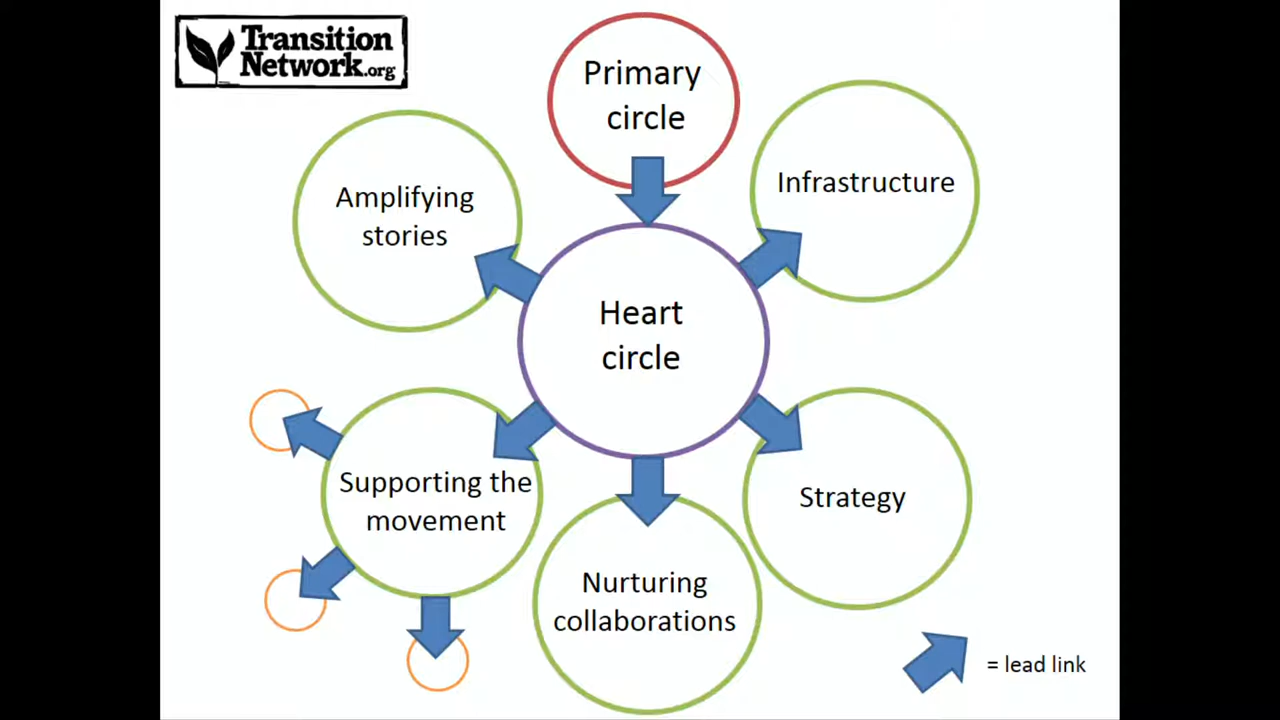 Transition
Network.org
Primary
circle
Infrastructure
Amplifying
stories
Heart
circle
Supporting the
movement
Strategy
Nurturing
collaborations
= lead link